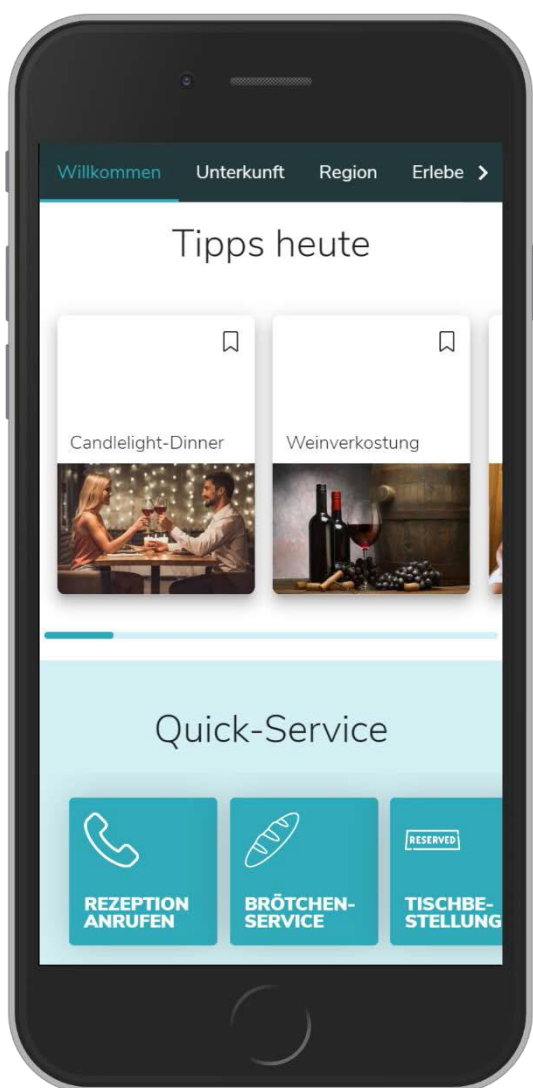 Willkommen Unterkunft Region Erlebe
Tipps heute
Candlelight-Dinner
Weinverkostung
Quick-Service
REZEPTION
ANRUFEN
BRÖTCHEN-
SERVICE
RESERVED
TISCHBE-
STELLUNG